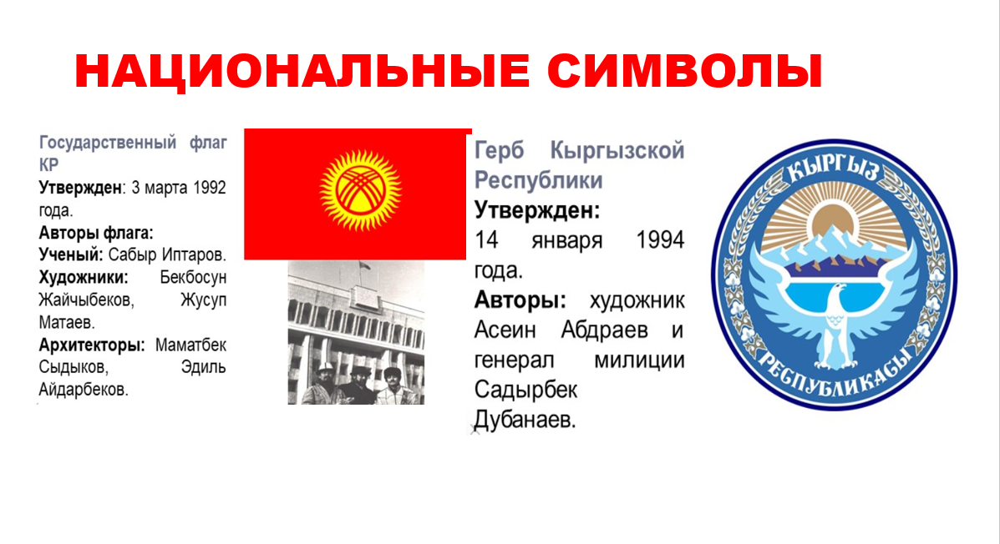 НАЦИОНАЛЬНЫЕ СИМВОЛЫ
Государственный флаг
КР
Утвержден: 3 марта 1992
года.
Авторы флага:
Ученый: Сабыр Иптаров.
Художники: Бекбосун
Жайчыбеков, Жусуп
Матаев.
Архитекторы: Маматбек
Сыдыков, Эдиль
Айдарбеков.
Герб Кыргызской
Республики
Утвержден:
14 января 1994
года.
Авторы: художник
Асеин Абдраев и
генерал милиции
Садырбек
Дубанаев.
КЫРГЫЗ
РЕСПУБЛИКАСЫ